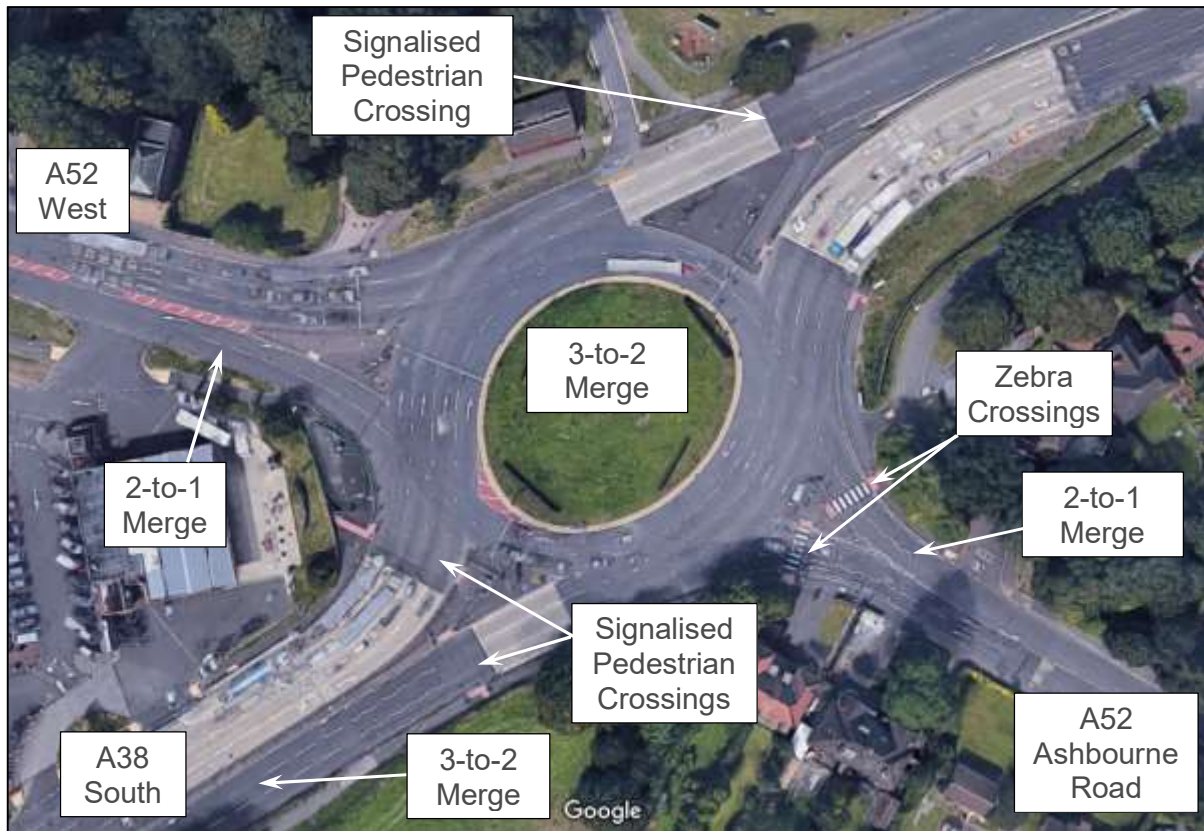 Signalised
Pedestrian
Crossing
A52
West
3-to-2
Merge
Zebra
Crossings
2-to-1
Merge
2-to-1
Merge
Signalised
Pedestrian
Crossings
A38
South
3-to-2
Merge
A52
Ashbourne
Road
Google